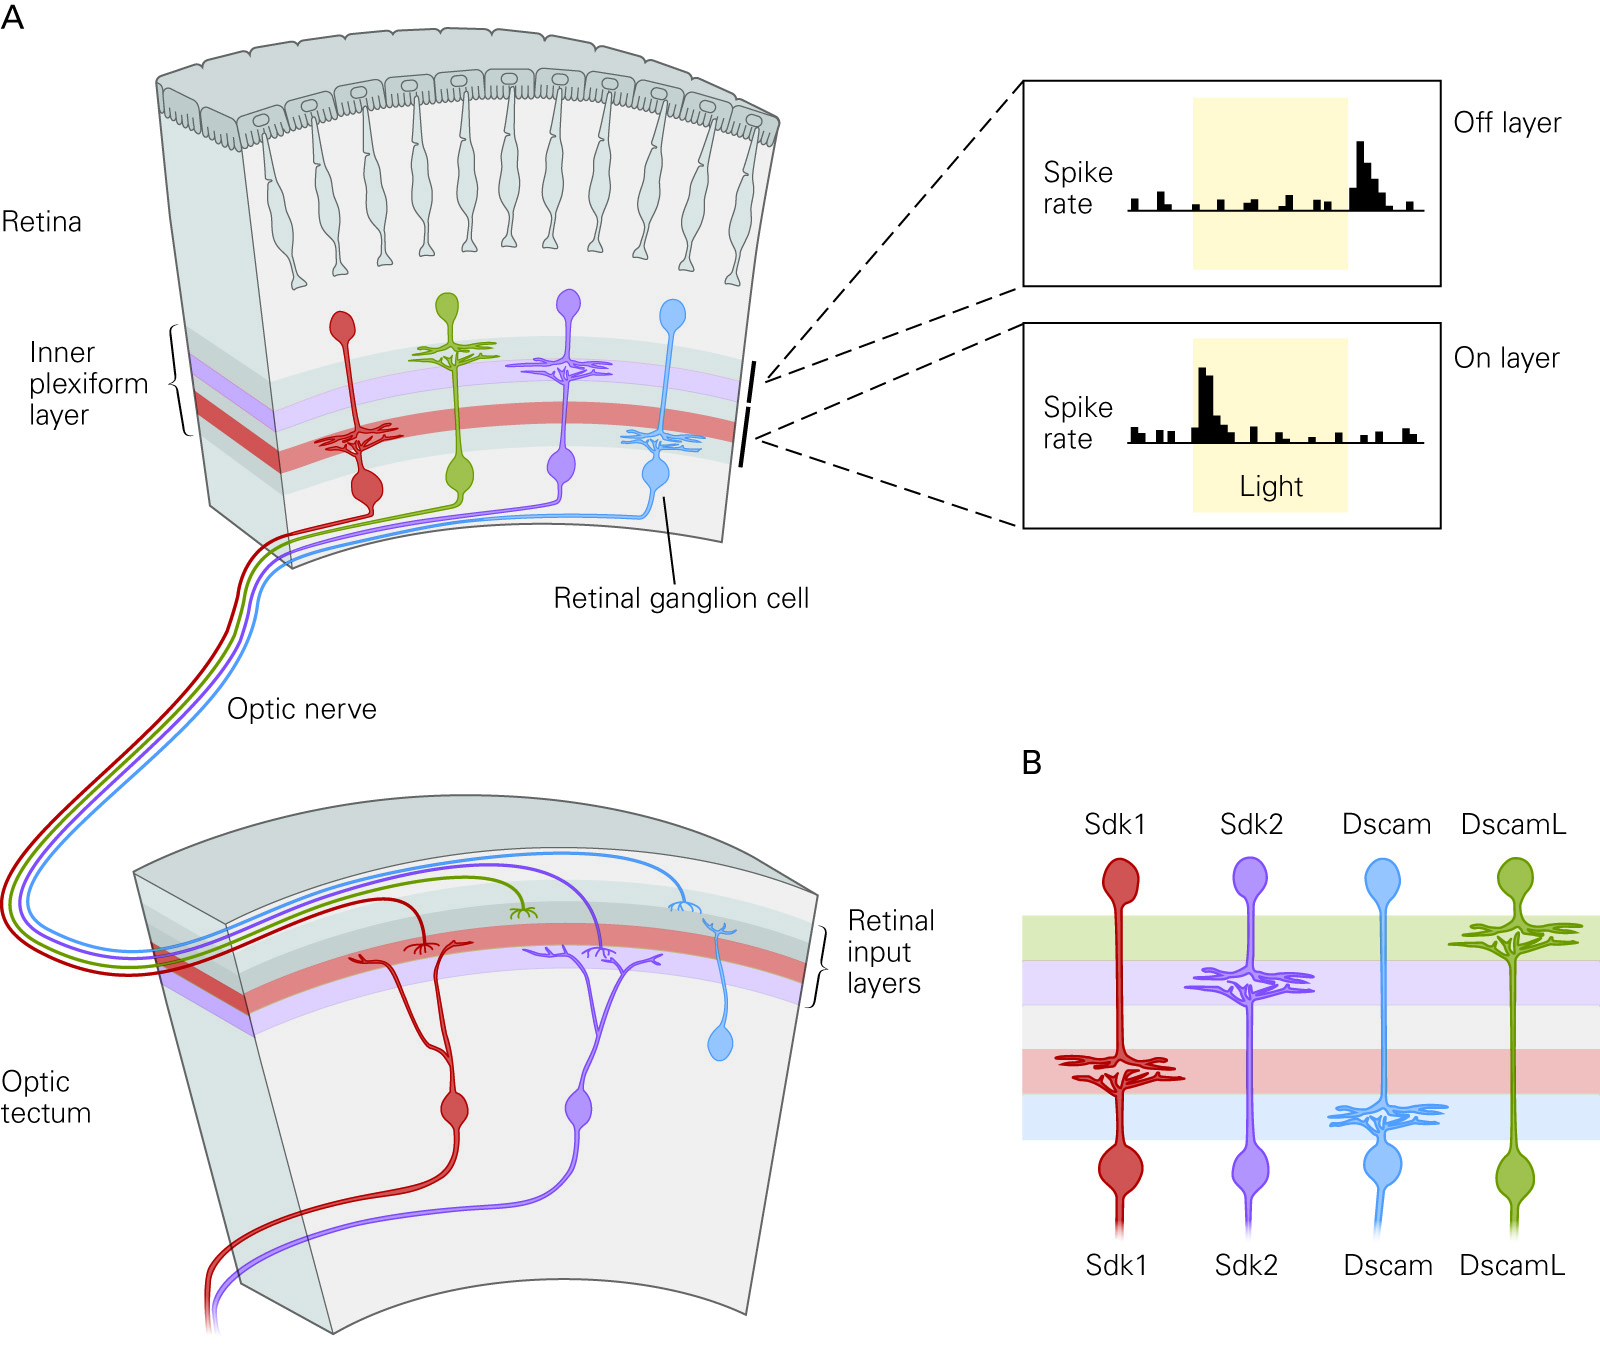 A
Retina
Inner
plexiform
layer
Spike
rate
Off layer
Spike
rate
On layer
Light
Retinal ganglion cell
Optic nerve
Retinal
input
layers
Optic
tectum
B
Sdk1 Sdk2 Dscam DscamL
Sdk1 Sdk2 Dscam DscamL